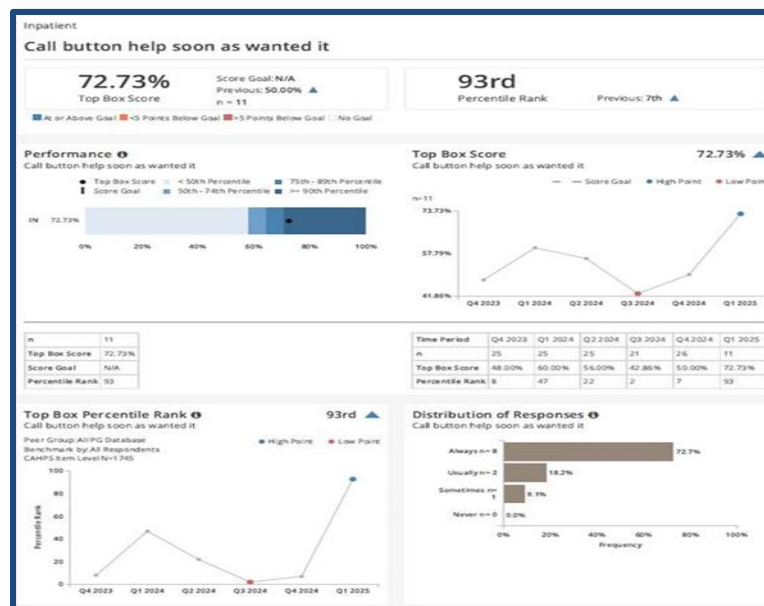 Inpatient
Call button help soon as wanted it
72.73%
Top Box Score
Score Goal: N/A
Previous: 50.00%
n = 11
93rd
Percentile Rank
Previous: 7th
At or Above Goal <5 Points Below Goal >5 Points Below Goal No Goal
Performance
Call button help soon as wanted it
Top Box Score < 50th Percentile 75th - 89th Percentile
Score Goal 50th - 74th Percentile >= 90th Percentile
IN 72.73%
0% 20% 40% 60% 80% 100%
Top Box Score 72.73%
Call button help soon as wanted it
Score Goal High Point Low Point
n=11
73.73%
57.79%
41.86%
Q4 2023 Q1 2024 Q2 2024 Q3 2024 Q4 2024 Q1 2025
n 11
Top Box Score 72.73%
Score Goal N/A
Percentile Rank 93
Time Period Q4 2023 Q1 2024 Q2 2024 Q3 2024 Q4 2024 Q1 2025
n 25 25 25 21 26 11
Top Box Score 48.00% 60.00% 56.00% 42.86% 50.00% 72.73%
Percentile Rank 8 47 22 2 7 93
Top Box Percentile Rank 93rd
Call button help soon as wanted it
Peer Group: All PG Database
Benchmark by: All Respondents
CAHPS Item Level N=1745
High Point Low Point
Percentile Rank
100
80
60
40
20
0
Q4 2023 Q1 2024 Q2 2024 Q3 2024 Q4 2024 Q1 2025
Distribution of Responses
Call button help soon as wanted it
Always n= 8 72.7%
Usually n= 2 18.2%
Sometimes n=
1 9.1%
Never n= 0 0.0%
0% 20% 40% 60% 80% 100%
Frequency